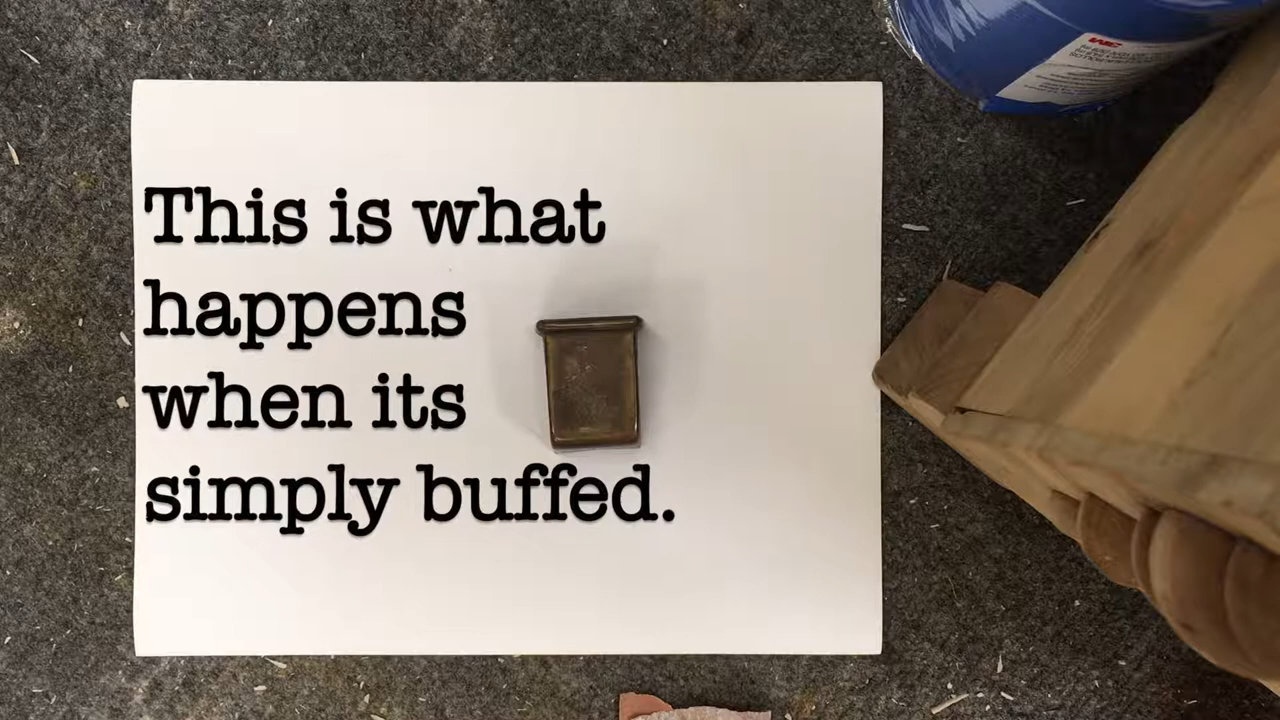 This is what
happens
when its
simply buffed.